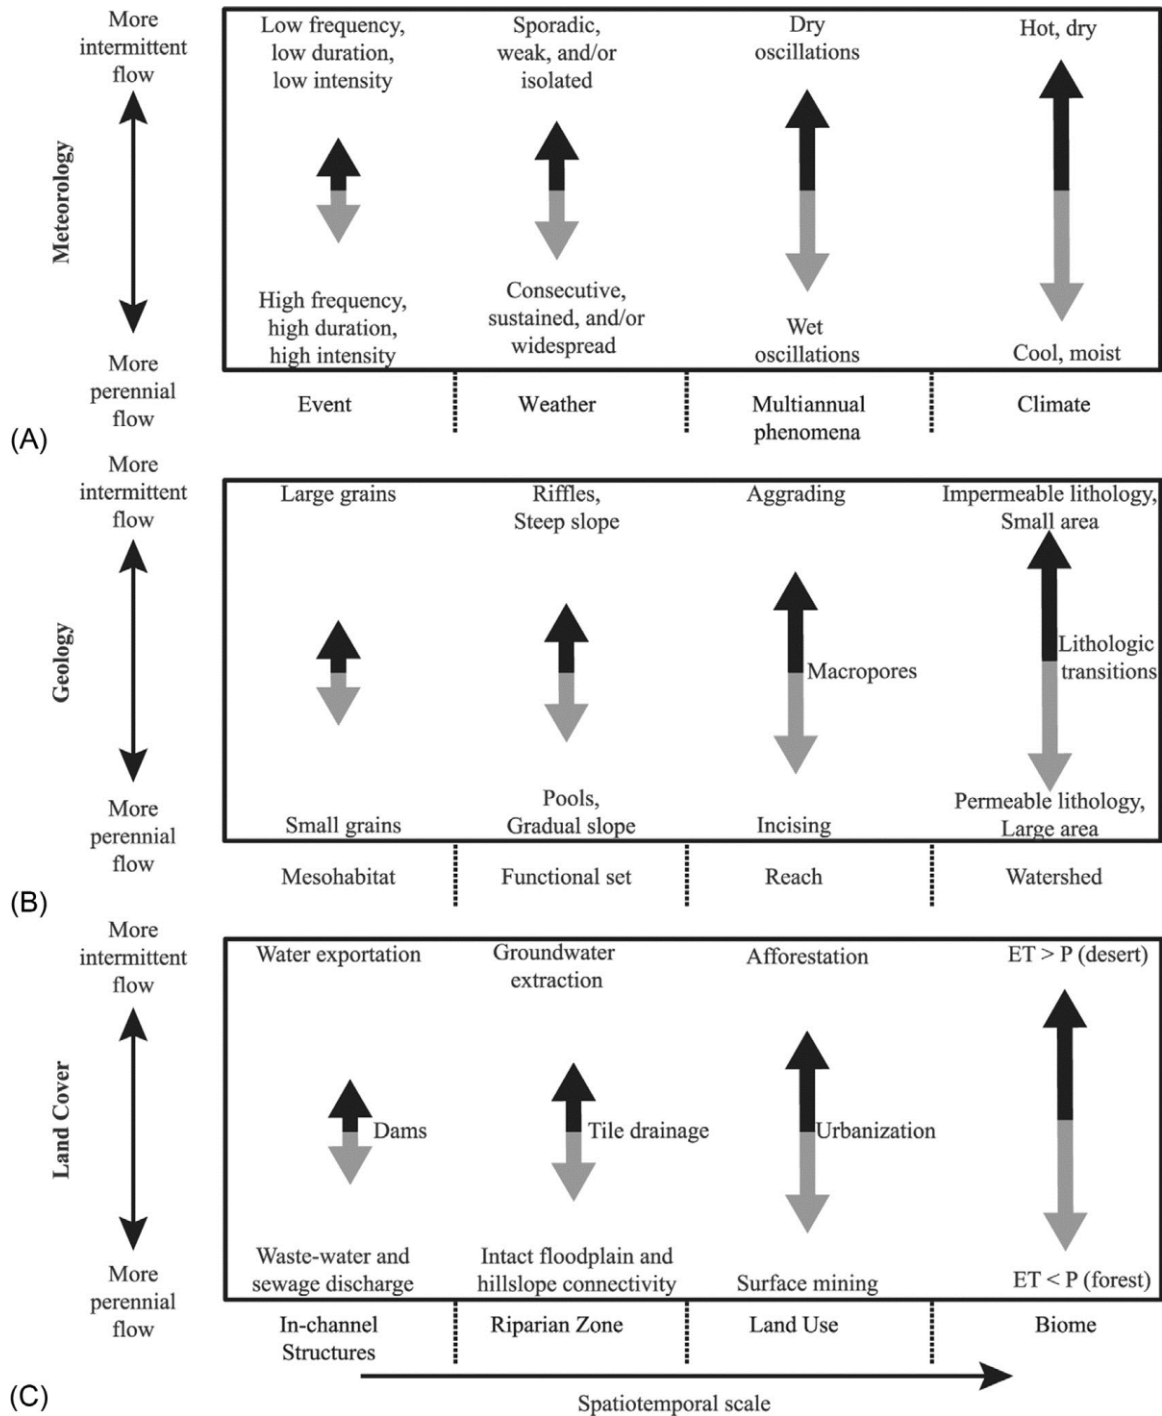 More
intermittent
flow
Meteorology
More
perennial
flow
(A)
Low frequency,
low duration,
low intensity
High frequency,
high duration,
high intensity
Event
Sporadic,
weak, and/or
isolated
Consecutive,
sustained, and/or
widespread
Weather
Dry
oscillations
Wet
oscillations
Multiannual
phenomena
Hot, dry
Cool, moist
Climate
More
intermittent
flow
Geology
More
perennial
flow
(B)
Large grains
Small grains
Mesohabitat
Riffles,
Steep slope
Pools,
Gradual slope
Functional set
Aggrading
Macropores
Incising
Reach
Impermeable lithology,
Small area
Lithologic
transitions
Permeable lithology,
Large area
Watershed
More
intermittent
flow
Land Cover
More
perennial
flow
(C)
Water exportation
Dams
Waste-water and
sewage discharge
In-channel
Structures
Groundwater
extraction
Tile drainage
Intact floodplain and
hillslope connectivity
Riparian Zone
Afforestation
Urbanization
Surface mining
Land Use
ET > P (desert)
ET < P (forest)
Biome
Spatiotemporal scale